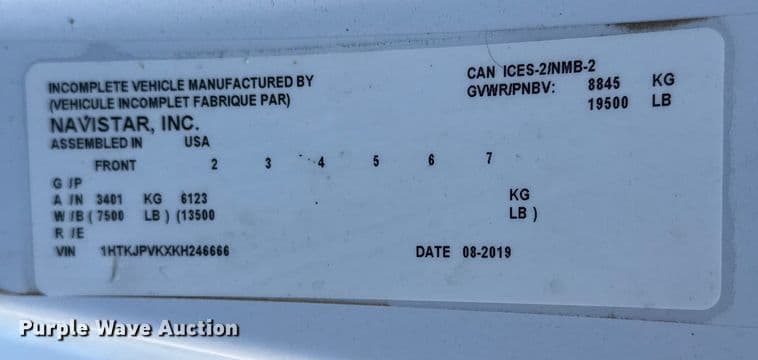 INCOMPLETE VEHICLE MANUFACTURED BY
(VEHICULE INCOMPLET FABRIQUE PAR)
NAVISTAR, INC.
ASSEMBLED IN USA
CAN ICES-2/NMB-2
GVWR/PNBV: 8845 KG
19500 LB
FRONT 2 3 4 5 6 7
G /P
A /N 3401 KG 6123 KG
W /B ( 7500 LB ) (13500 LB )
R /E
VIN 1HTKJPVKXKH246666 DATE 08-2019
Purple Wave Auction